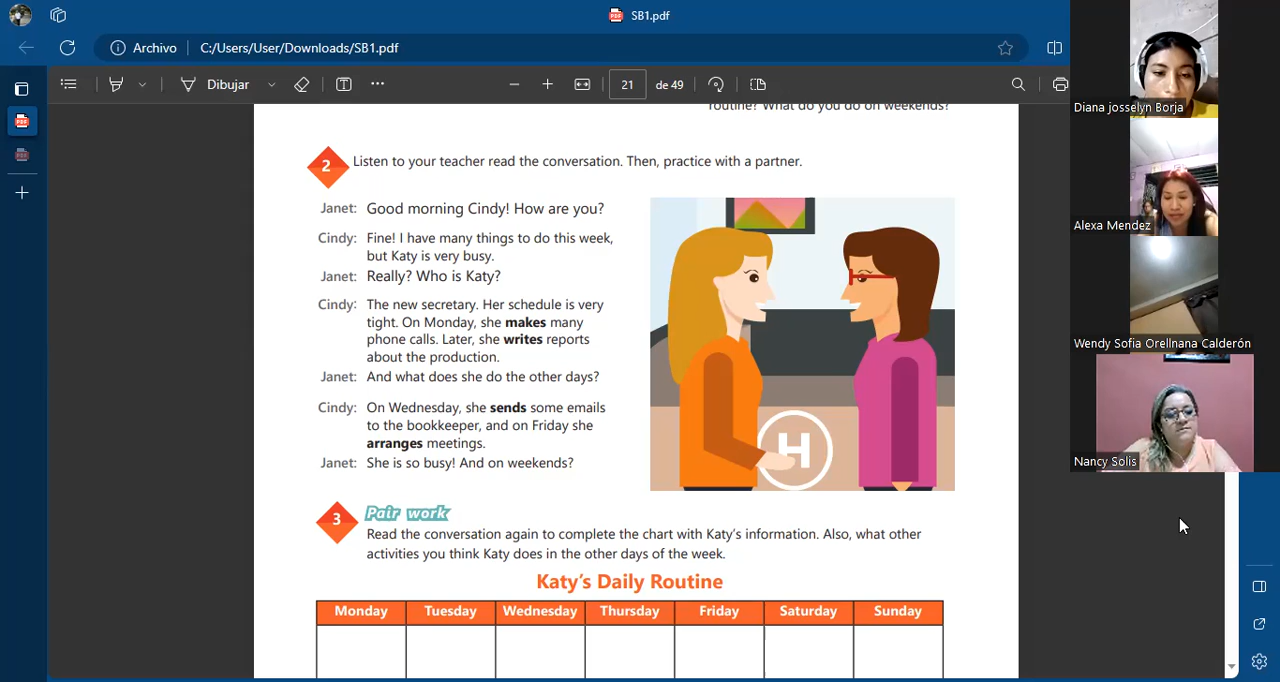 SB1.pdf
Archivo C:/Users/User/Downloads/SB1.pdf
Dibujar 21 de 49
routine? What do you do on weekends?
2 Listen to your teacher read the conversation. Then, practice with a partner.
Janet: Good morning Cindy! How are you?
Cindy: Fine! I have many things to do this week,
but Katy is very busy.
Janet: Really? Who is Katy?
Cindy: The new secretary. Her schedule is very
tight. On Monday, she makes many
phone calls. Later, she writes reports
about the production.
Janet: And what does she do the other days?
Cindy: On Wednesday, she sends some emails
to the bookkeeper, and on Friday she
arranges meetings.
Janet: She is so busy! And on weekends?
H
3 Pair work
Read the conversation again to complete the chart with Katy's information. Also, what other
activities you think Katy does in the other days of the week.
Katy's Daily Routine
Monday Tuesday Wednesday Thursday Friday Saturday Sunday
Diana josselyn Borja
Alexa Mendez
Wendy Sofia Orellnana Calderón
Nancy Solis